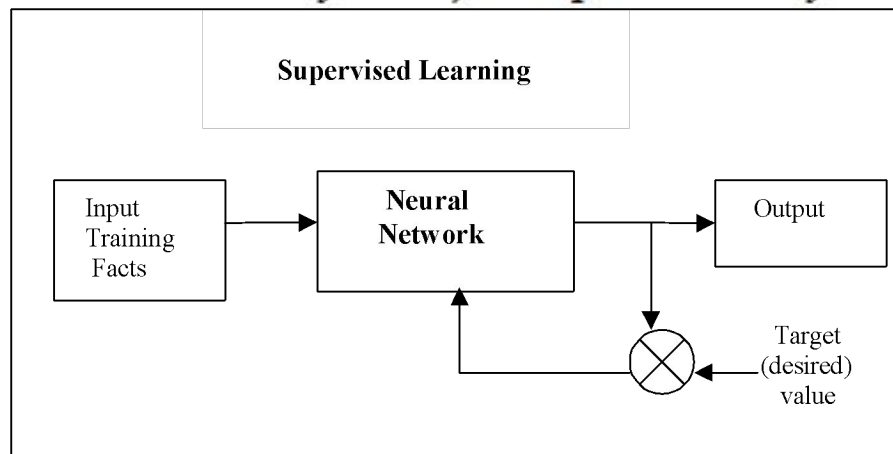 Supervised Learning
Input
Training
Facts
Neural
Network
Output
Target
(desired)
value